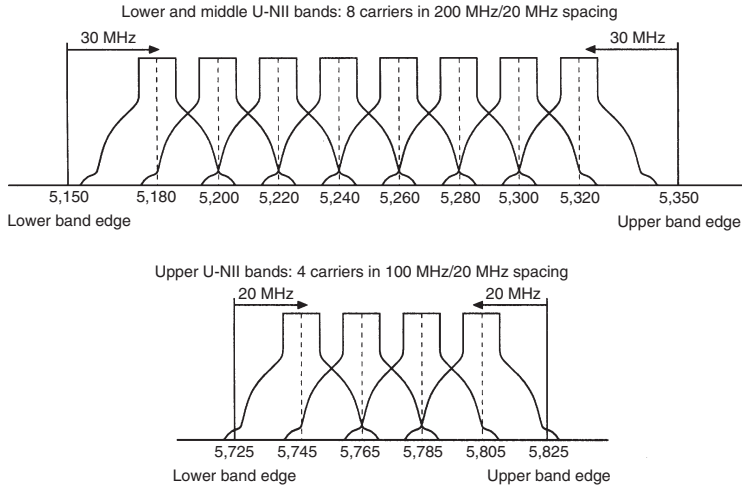 Lower and middle U-NII bands: 8 carriers in 200 MHz/20 MHz spacing
30 MHz 30 MHz
5,150 5,180 5,200 5,220 5,240 5,260 5,280 5,300 5,320 5,350
Lower band edge Upper band edge
Upper U-NII bands: 4 carriers in 100 MHz/20 MHz spacing
20 MHz 20 MHz
5,725 5,745 5,765 5,785 5,805 5,825
Lower band edge Upper band edge